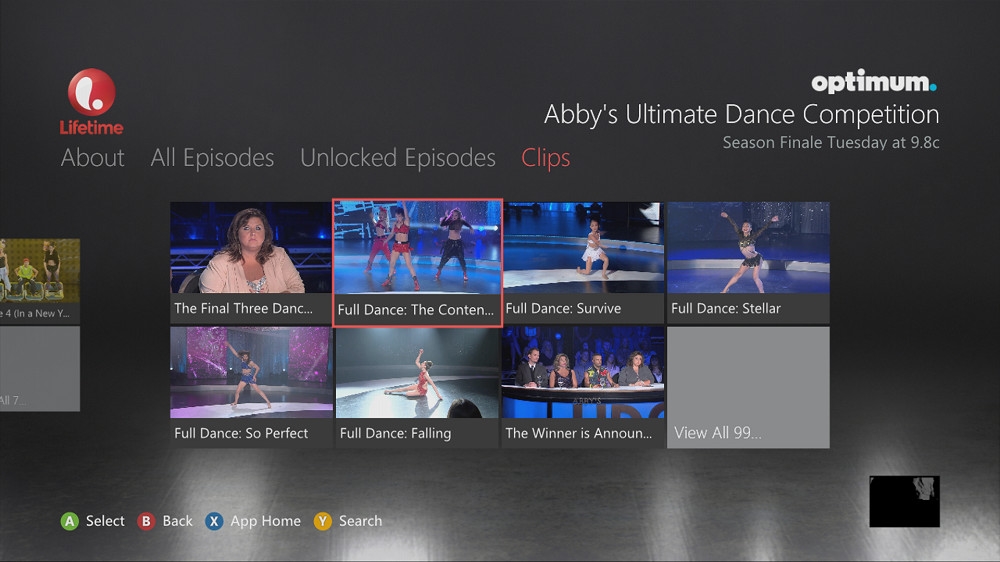 Lifetime
optimum.
Abby's Ultimate Dance Competition
Season Finale Tuesday at 9.8c
About All Episodes Unlocked Episodes Clips
e 4 (In a New Y...
All 7...
The Final Three Danc...
Full Dance: The Conten...
Full Dance: Survive
Full Dance: Stellar
Full Dance: So Perfect
Full Dance: Falling
ABBY'S
The Winner is Announ...
View All 99...
A Select B Back X App Home Y Search